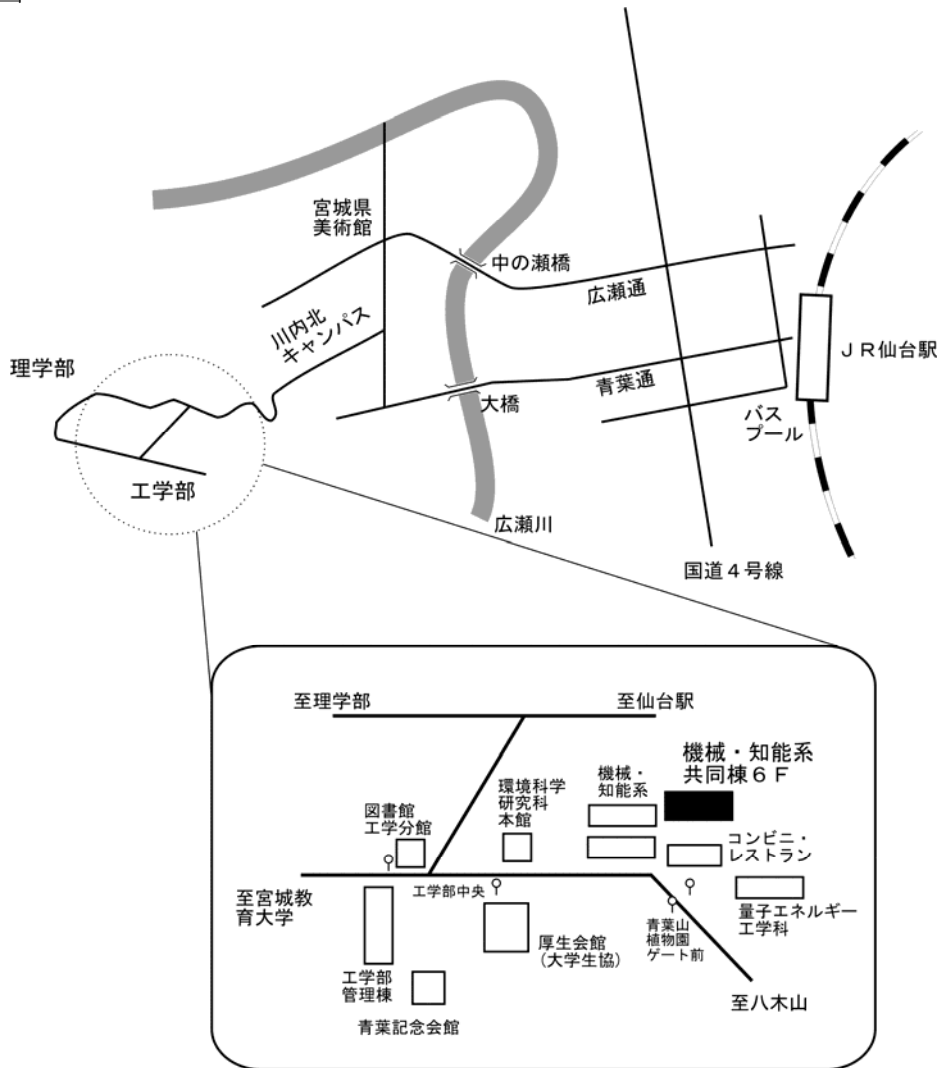 宮城県
美術館
中の瀬橋
広瀬通
川内北
キャンパス
理学部
ＪＲ仙台駅
青葉通
大橋
バス
プール
工学部
広瀬川
国道４号線
至理学部
至仙台駅
機械・知能系
共同棟６Ｆ
機械・
知能系
環境科学
研究科
本館
図書館
工学分館
コンビニ・
レストラン
至宮城教
育大学
工学部中央
量子エネルギー
工学科
青葉山
植物園
ゲート前
厚生会館
（大学生協）
工学部
管理棟
至八木山
青葉記念会館